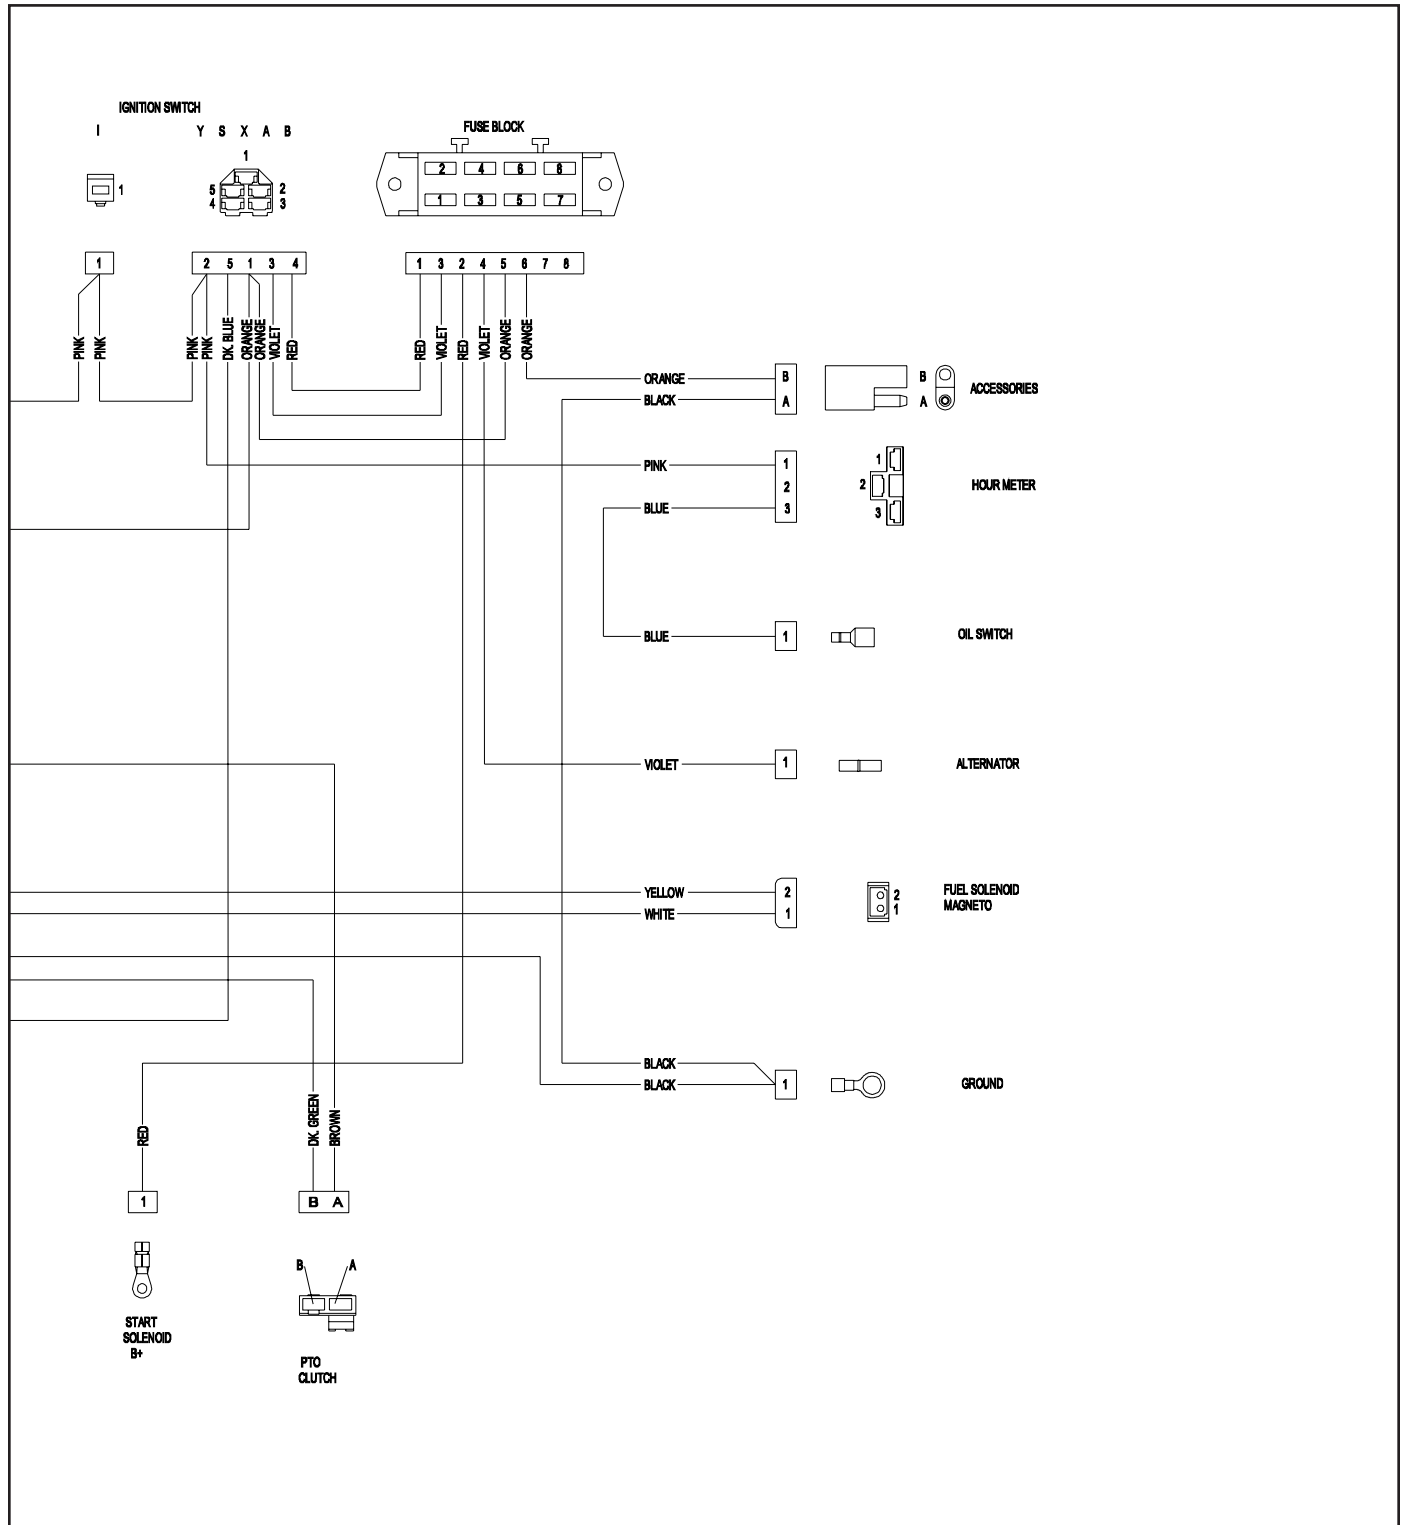 IGNITION SWITCH
I
Y S X A B
FUSE BLOCK
1
1
5 2
4 3
2 4 6 8
1 3 5 7
1
2 5 1 3 4
1 3 2 4 5 6 7 8
PINK
PINK
PINK
PINK
DK. BLUE
ORANGE
ORANGE
VIOLET
RED
RED
VIOLET
RED
VIOLET
ORANGE
ORANGE
ORANGE B B ACCESSORIES
BLACK A A
PINK 1 1
2 2 HOUR METER
BLUE 3 3
BLUE 1 OIL SWITCH
VIOLET 1 ALTERNATOR
YELLOW 2 2 FUEL SOLENOID
WHITE 1 1 MAGNETO
BLACK
BLACK 1 GROUND
RED
DK. GREEN
BROWN
1
B A
B A
START
SOLENOID
B+
PTO
CLUTCH